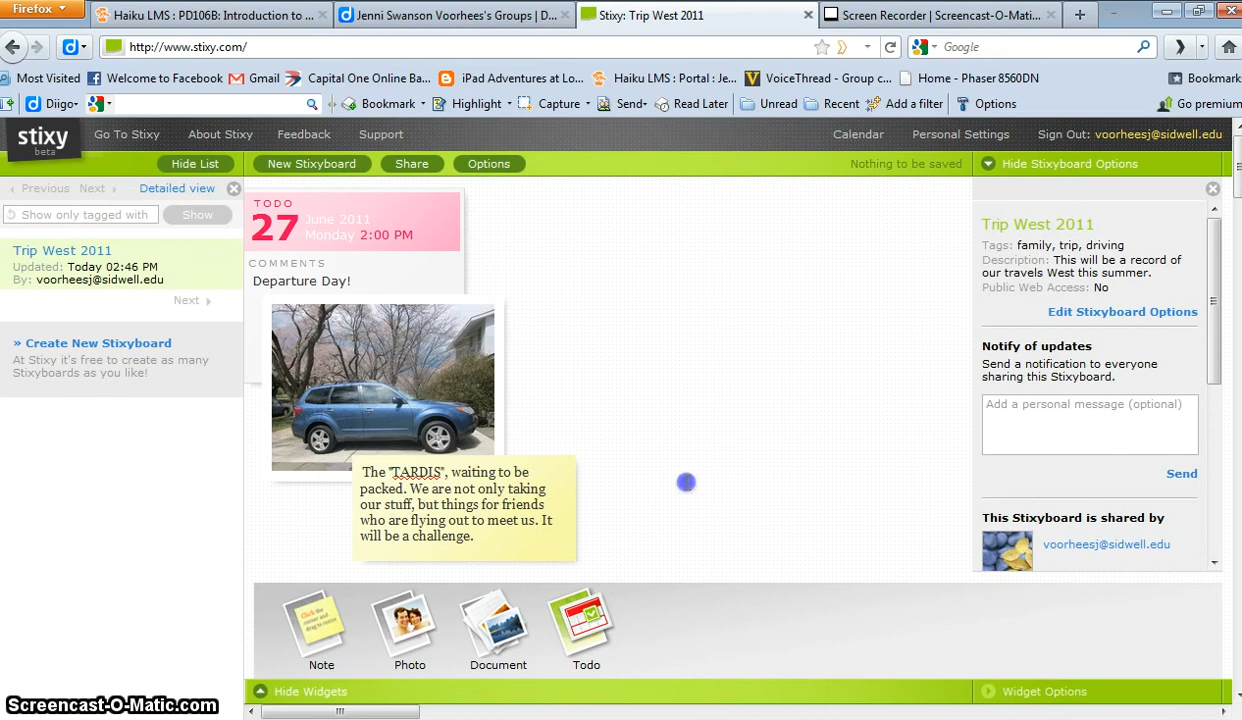 Firefox
Haiku LMS : PD106B: Introduction to ...
Jenni Swanson Voorhees's Groups | D...
Stixy: Trip West 2011
Screen Recorder | Screencast-O-Mati...
http://www.stixy.com/
Google
Most Visited
Welcome to Facebook
Gmail
Capital One Online Ba...
iPad Adventures at Lo...
Haiku LMS : Portal : Je...
VoiceThread - Group c...
Home - Phaser 8560DN
Bookmark
Diigo
Bookmark
Highlight
Capture
Send
Read Later
Unread
Recent
Add a filter
Options
Go premium
stixy
beta
Go To Stixy
About Stixy
Feedback
Support
Calendar
Personal Settings
Sign Out: voorheesj@sidwell.edu
Hide List
New Stixyboard
Share
Options
Nothing to be saved
Hide Stixyboard Options
Previous
Next
Detailed view
Show only tagged with
Show
Trip West 2011
Updated: Today 02:46 PM
By: voorheesj@sidwell.edu
Next
» Create New Stixyboard
At Stixy it's free to create as many
Stixyboards as you like!
TODO
27
June 2011
Monday 2:00 PM
COMMENTS
Departure Day!
The "TARDIS", waiting to be
packed. We are not only taking
our stuff, but things for friends
who are flying out to meet us. It
will be a challenge.
Trip West 2011
Tags: family, trip, driving
Description: This will be a record of
our travels West this summer.
Public Web Access: No
Edit Stixyboard Options
Notify of updates
Send a notification to everyone
sharing this Stixyboard.
Add a personal message (optional)
Send
This Stixyboard is shared by
voorheesj@sidwell.edu
Click the
corner and
drag to resize
Note
Photo
Document
Todo
Hide Widgets
Widget Options
Screencast-O-Matic.com